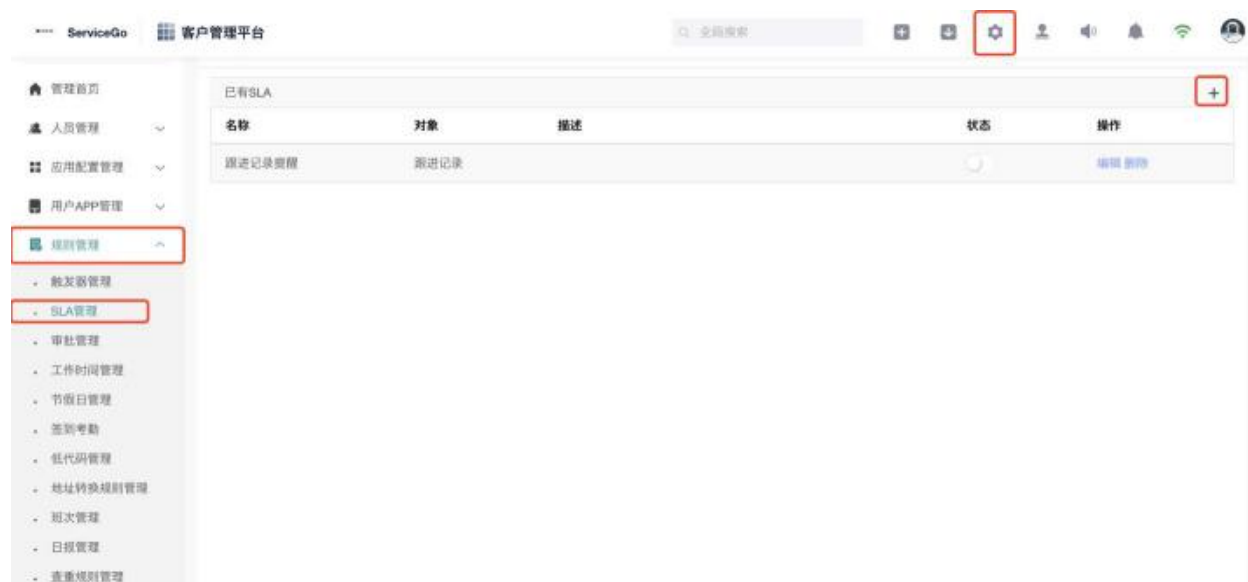 ServiceGo
客户管理平台
全局搜索
管理首页
人员管理
应用配置管理
用户APP管理
规则管理
触发器管理
SLA管理
审批管理
工作时间管理
节假日管理
签到考勤
低代码管理
地址转换规则管理
班次管理
日报管理
查重规则管理
已有SLA
+
名称 对象 描述 状态 操作
跟进记录提醒 跟进记录 编辑 删除